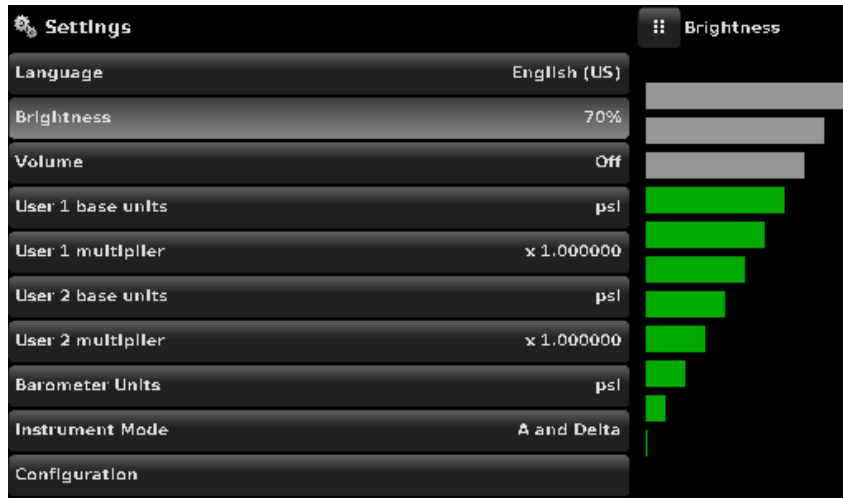 Settings
Brightness
Language English (US)
Brightness 70%
Volume Off
User 1 base units psi
User 1 multiplier x 1.000000
User 2 base units psi
User 2 multiplier x 1.000000
Barometer Units psi
Instrument Mode A and Delta
Configuration